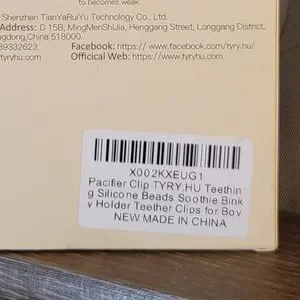 to becomes weak.
Shenzhen TianYaRuiYu Technology Co., Ltd.
Address: D 15B, MingMenShiJia, Henggang Street, Longgang District,
gdong,China 518000.
89332623 Facebook: https://www.facebook.com/tyry.hu
Official Web: https://www.tyryhu.com
X002KXEUG1
Pacifier Clip TYRY.HU Teethin
g Silicone Beads Soothie Bink
y Holder Teether Clips for Boy
NEW MADE IN CHINA